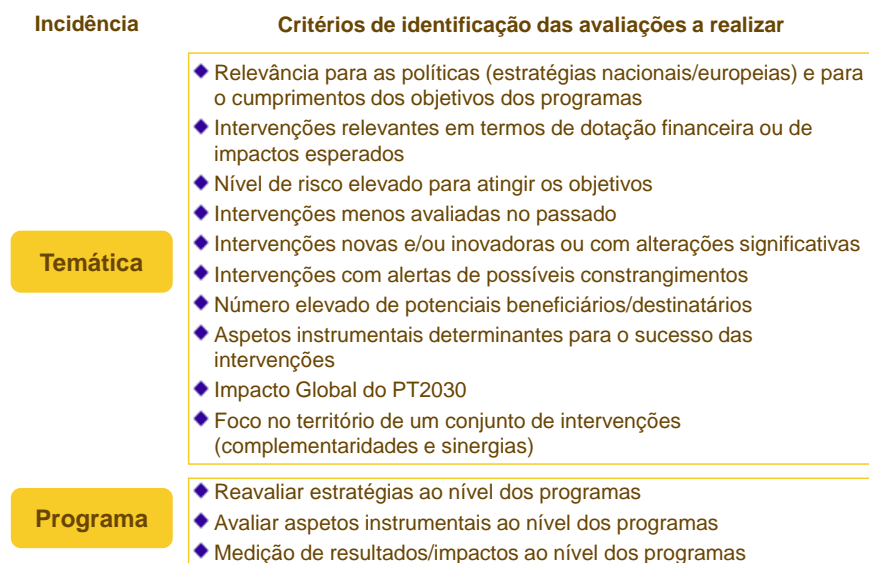 Incidência
Critérios de identificação das avaliações a realizar
Temática
Relevância para as políticas (estratégias nacionais/europeias) e para
o cumprimentos dos objetivos dos programas
Intervenções relevantes em termos de dotação financeira ou de
impactos esperados
Nível de risco elevado para atingir os objetivos
Intervenções menos avaliadas no passado
Intervenções novas e/ou inovadoras ou com alterações significativas
Intervenções com alertas de possíveis constrangimentos
Número elevado de potenciais beneficiários/destinatários
Aspetos instrumentais determinantes para o sucesso das
intervenções
Impacto Global do PT2030
Foco no território de um conjunto de intervenções
(complementaridades e sinergias)
Programa
Reavaliar estratégias ao nível dos programas
Avaliar aspetos instrumentais ao nível dos programas
Medição de resultados/impactos ao nível dos programas